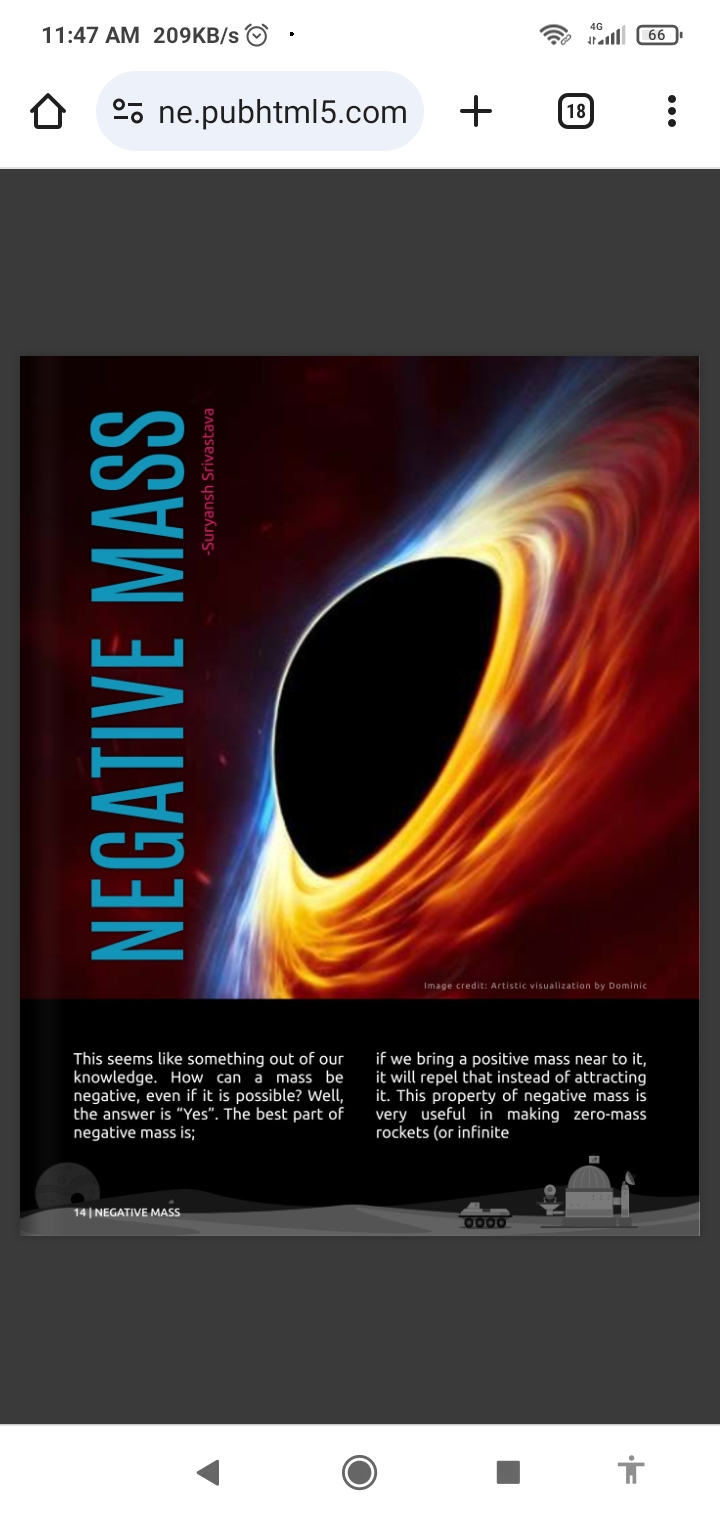 11:47 AM 209KB/s
4G
66
ne.pubhtml5.com
18
NEGATIVE MASS
-Suryansh Srivastava
Image credit: Artistic visualization by Dominic
This seems like something out of our
knowledge. How can a mass be
negative, even if it is possible? Well,
the answer is “Yes”. The best part of
negative mass is;
if we bring a positive mass near to it,
it will repel that instead of attracting
it. This property of negative mass is
very useful in making zero-mass
rockets (or infinite
14 | NEGATIVE MASS